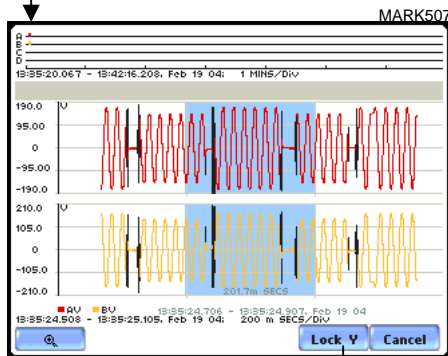 MARK507
A
B
C
D
13:35:20.067 - 13:42:16.208, Feb 19 04; 1 MINS/Div
190.0 V
95.00
0
-95.00
-190.0
210.0 V
105.0
0
-105.0
-210.0
201.7m SECS
AV BV 13:35:24.706 - 13:35:24.907, Feb 19 04
13:35:24.508 - 13:35:25.105, Feb 19 04; 200 m SECS/Div
Lock Y Cancel